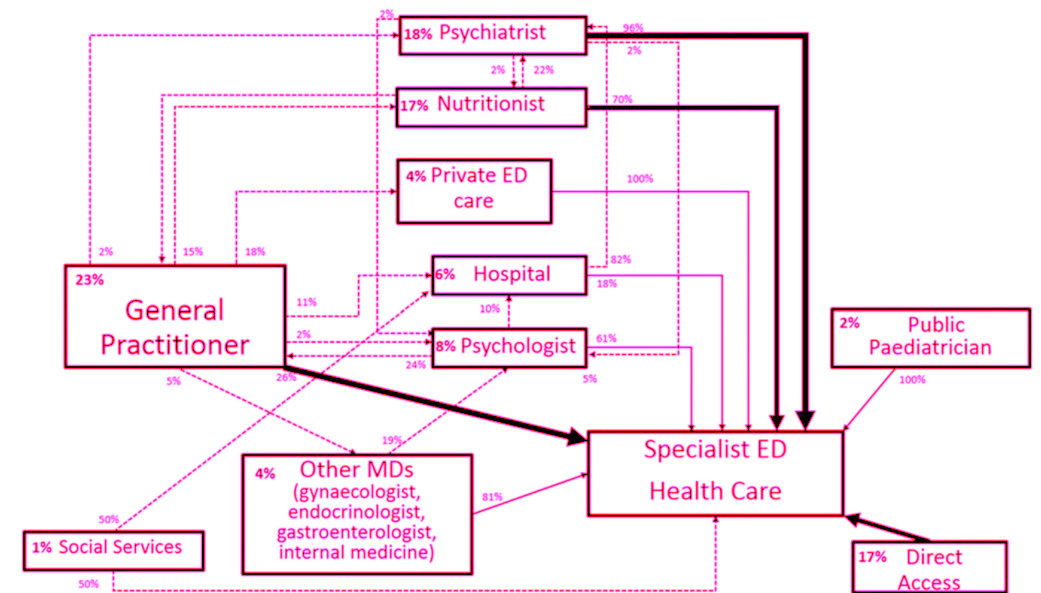 2%
18% Psychiatrist
96%
2%
2%
22%
17% Nutritionist
70%
4% Private ED
care
100%
2%
15%
18%
23%
General
Practitioner
6% Hospital
82%
18%
11%
10%
2%
8% Psychologist
61%
24%
5%
26%
5%
2% Public
Paediatrician
100%
19%
4% Other MDs
(gynaecologist,
endocrinologist,
gastroenterologist,
internal medicine)
81%
Specialist ED
Health Care
50%
1% Social Services
50%
17% Direct
Access